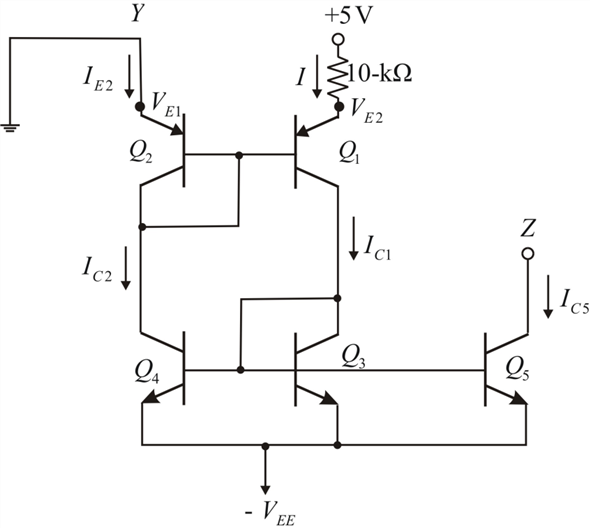 Y
+5V
I_{E2}
I
10-kΩ
V_{E1}
V_{E2}
Q_2
Q_1
Z
I_{C2}
I_{C1}
I_{C5}
Q_4
Q_3
Q_5
- V_{EE}